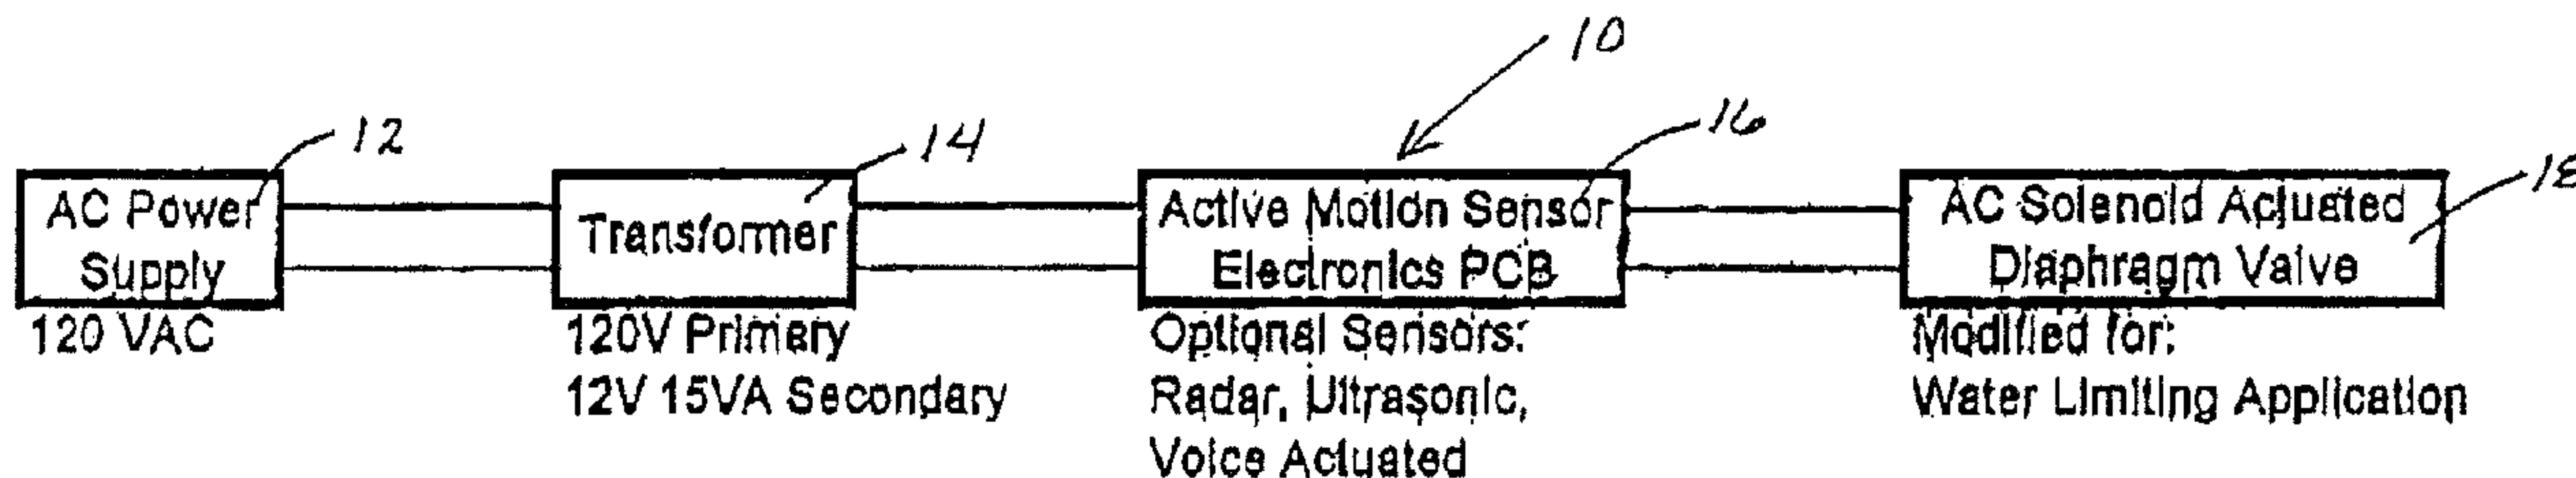 10
12
14
16
18
AC Power
Supply
120 VAC
Transformer
120V Primary
12V 15VA Secondary
Active Motion Sensor
Electronics PCB
Optional Sensors:
Radar, Ultrasonic,
Voice Actuated
AC Solenoid Actuated
Diaphragm Valve
Modified for:
Water Limiting Application